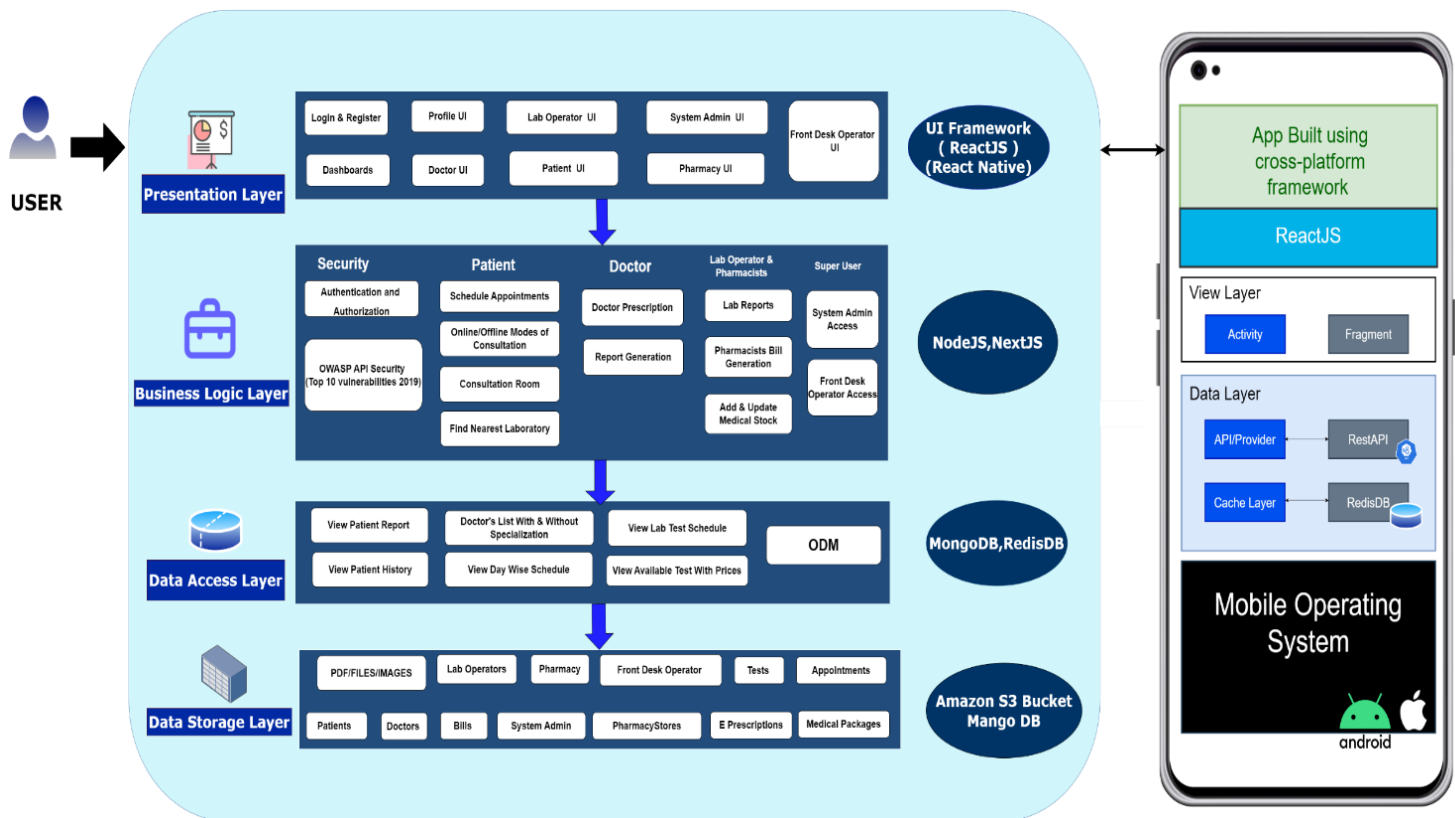 USER
Presentation Layer
Login & Register
Profile UI
Lab Operator UI
System Admin UI
Front Desk Operator
UI
Dashboards
Doctor UI
Patient UI
Pharmacy UI
UI Framework
( ReactJS )
(React Native)
Business Logic Layer
Security
Authentication and
Authorization
OWASP API Security
(Top 10 vulnerabilities 2019)
Patient
Schedule Appointments
Online/Offline Modes of
Consultation
Consultation Room
Find Nearest Laboratory
Doctor
Doctor Prescription
Report Generation
Lab Operator &
Pharmacists
Lab Reports
Pharmacists Bill
Generation
Add & Update
Medical Stock
Super User
System Admin
Access
Front Desk
Operator Access
NodeJS,NextJS
Data Access Layer
View Patient Report
Doctor's List With & Without
Specialization
View Lab Test Schedule
ODM
View Patient History
View Day Wise Schedule
View Available Test With Prices
MongoDB,RedisDB
Data Storage Layer
PDF/FILES/IMAGES
Lab Operators
Pharmacy
Front Desk Operator
Tests
Appointments
Patients
Doctors
Bills
System Admin
PharmacyStores
E Prescriptions
Medical Packages
Amazon S3 Bucket
Mango DB
App Built using
cross-platform
framework
ReactJS
View Layer
Activity
Fragment
Data Layer
API/Provider
RestAPI
Cache Layer
RedisDB
Mobile Operating
System
android